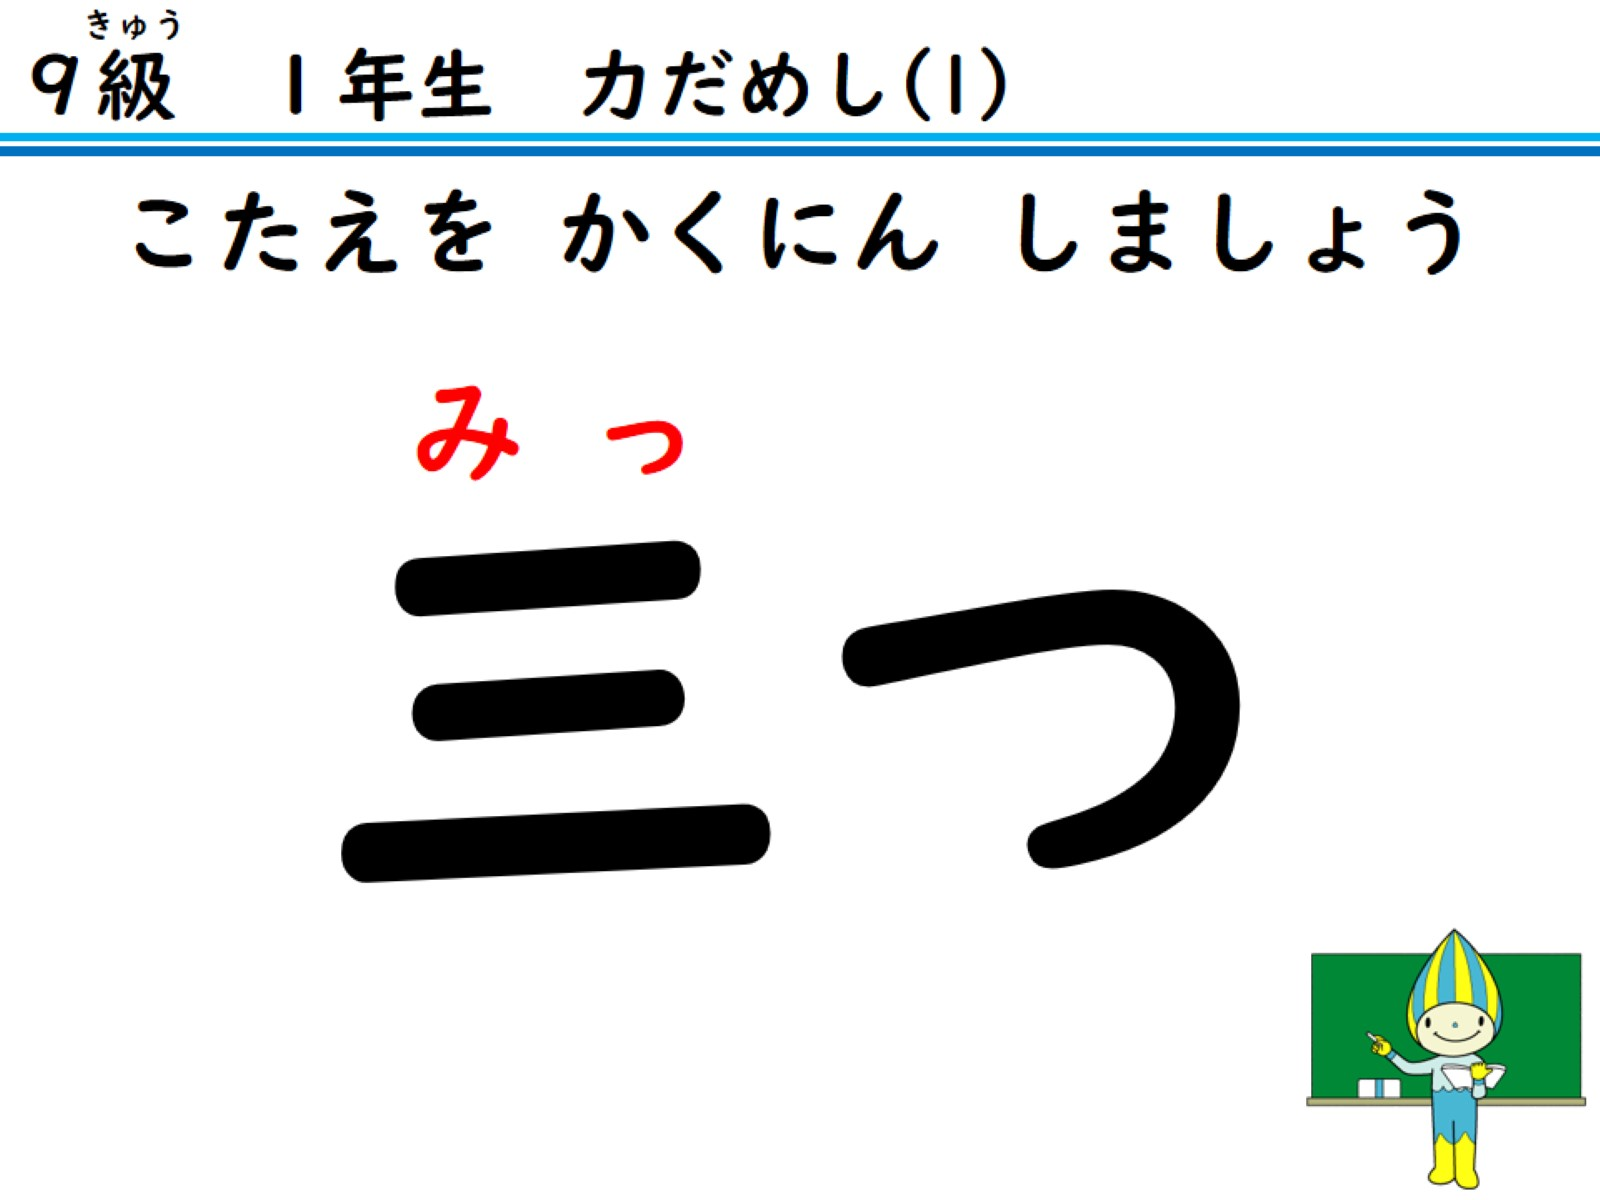 きゅう
9級　1年生　力だめし(1)
こたえを かくにん しましょう
みっ
三つ